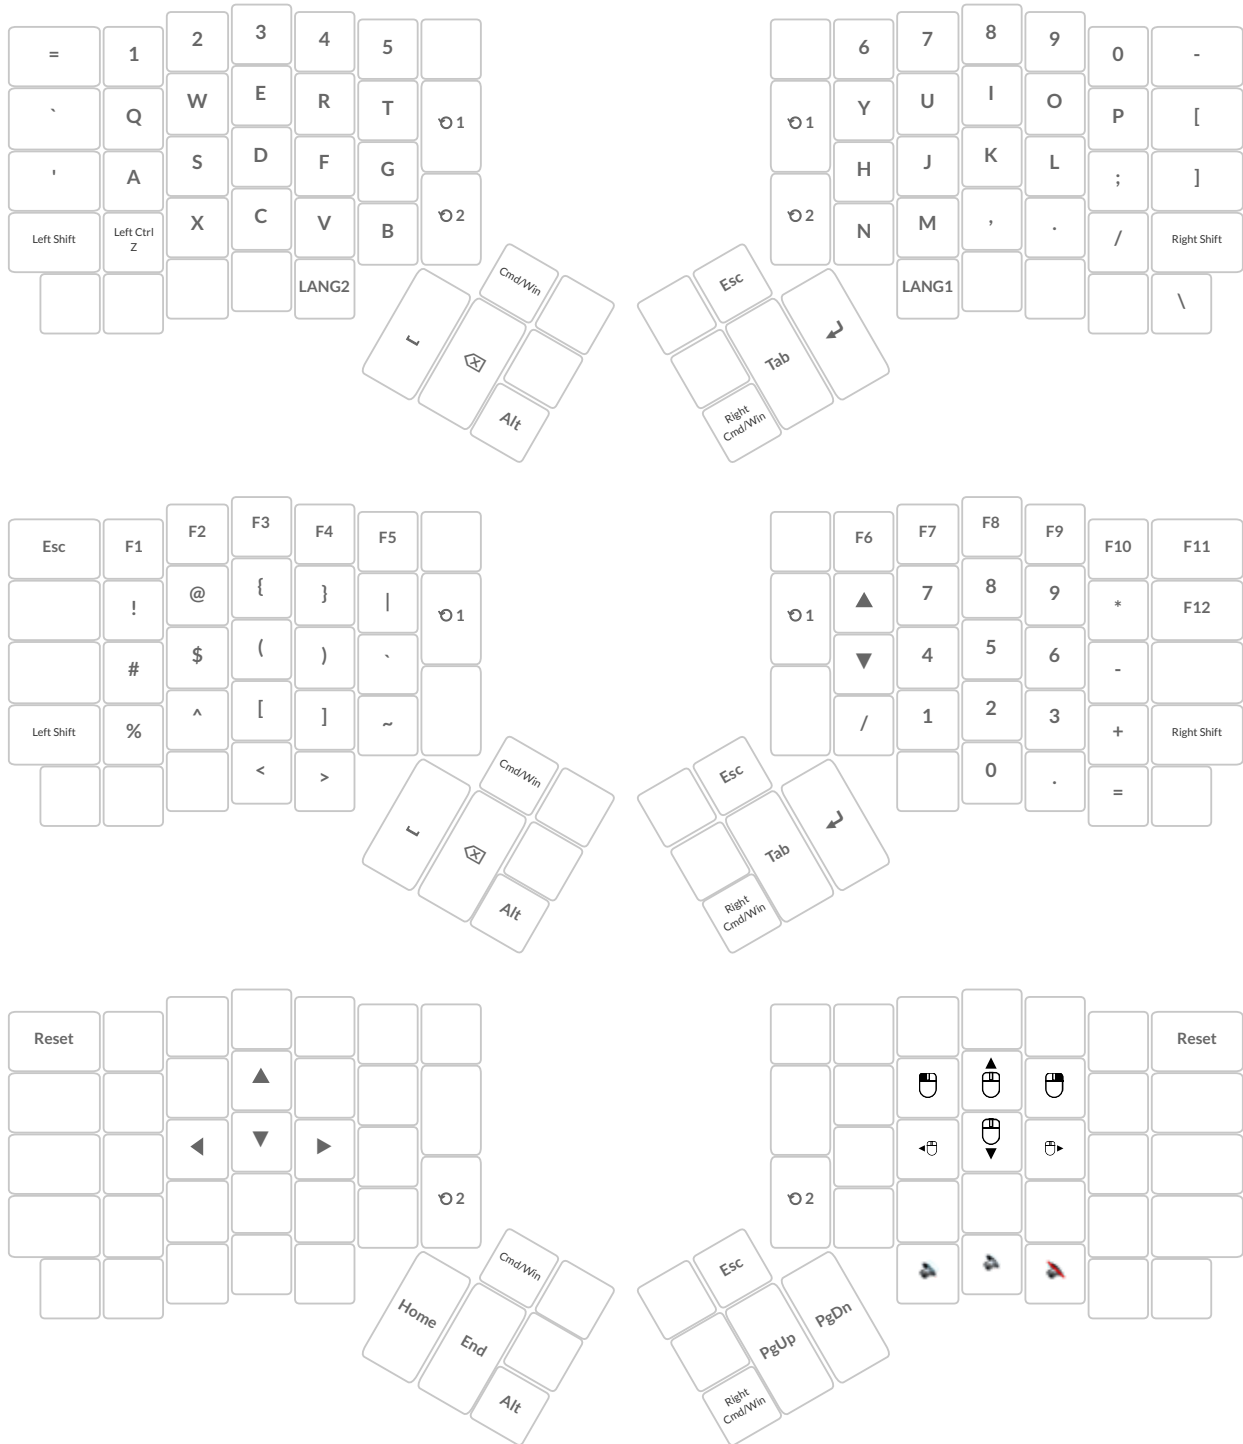 = 1 2 3 4 5
6 7 8 9 0 -
` Q W E R T 1
1 Y U I O P [
' A S D F G
H J K L ; ]
Left Shift
Left Ctrl
Z
X C V B 2
2 N M , . /
Right Shift
LANG2
LANG1 \
Cmd/Win
Alt
Esc
Tab
Right
Cmd/Win
Esc F1 F2 F3 F4 F5
F6 F7 F8 F9 F10 F11
! @ { } | 1
1 7 8 9 * F12
# $ ( ) `
4 5 6 -
Left Shift % ^ [ ] ~
/ 1 2 3 + Right Shift
< >
0 . =
Cmd/Win
Alt
Esc
Tab
Right
Cmd/Win
Reset
Reset
2
2
Cmd/Win
Home
End
Alt
Esc
PgUp
PgDn
Right
Cmd/Win